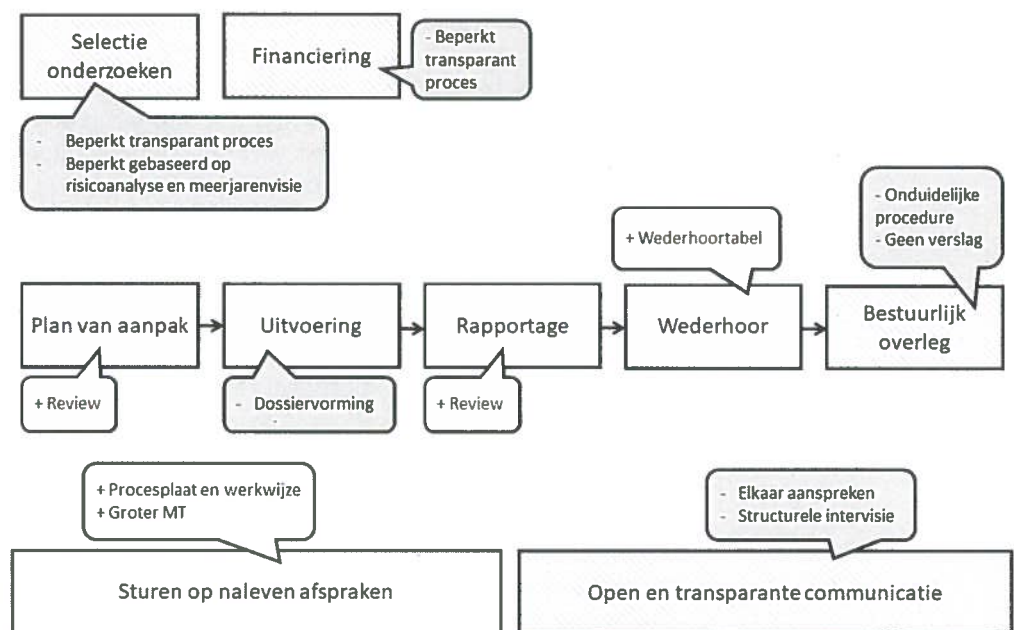 Selectie
onderzoeken
Financiering
- Beperkt
transparant
proces
- Beperkt transparant proces
- Beperkt gebaseerd op
risicoanalyse en meerjarenvisie
+ Wederhoortabel
- Onduidelijke
procedure
- Geen verslag
Plan van aanpak
Uitvoering
Rapportage
Wederhoor
Bestuurlijk
overleg
+ Review
- Dossiervorming
+ Review
+ Procesplaat en werkwijze
+ Groter MT
- Elkaar aanspreken
- Structurele intervisie
Sturen op naleven afspraken
Open en transparante communicatie